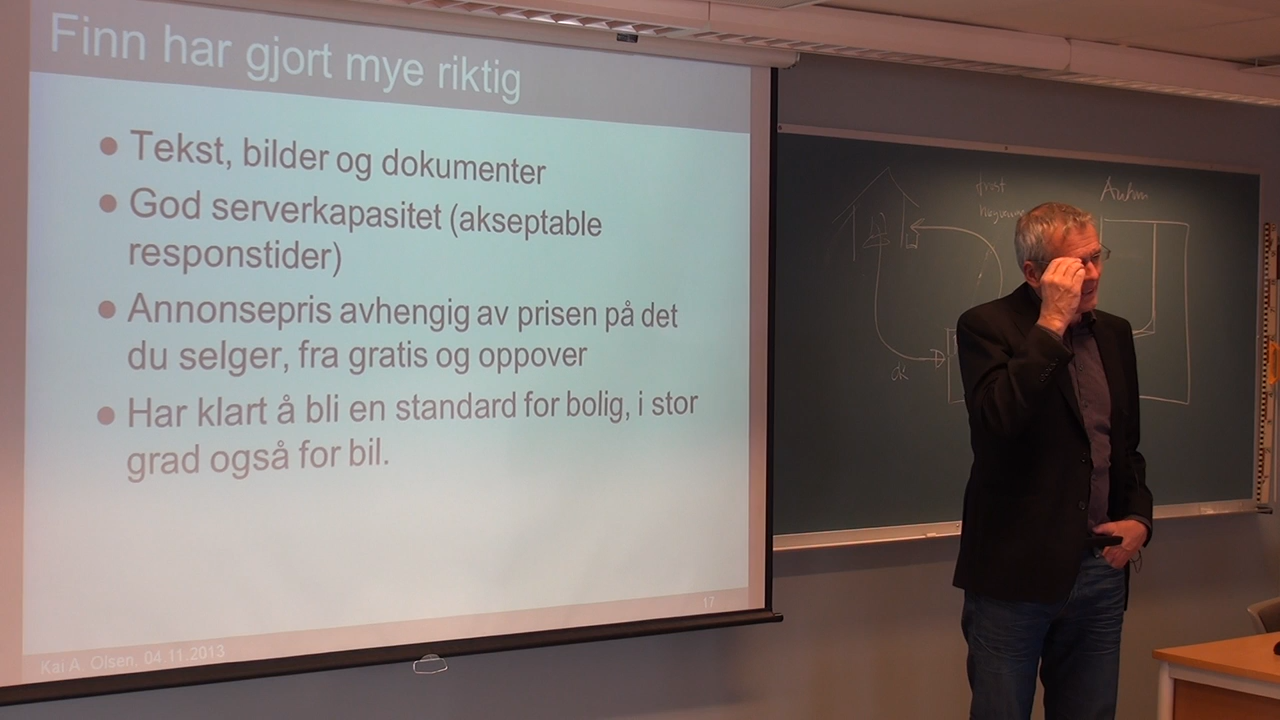 Finn har gjort mye riktig
• Tekst, bilder og dokumenter
• God serverkapasitet (akseptable
responstider)
• Annonsepris avhengig av prisen på det
du selger, fra gratis og oppover
• Har klart å bli en standard for bolig, i stor
grad også for bil.
17
Kai A. Olsen, 04.11.2013